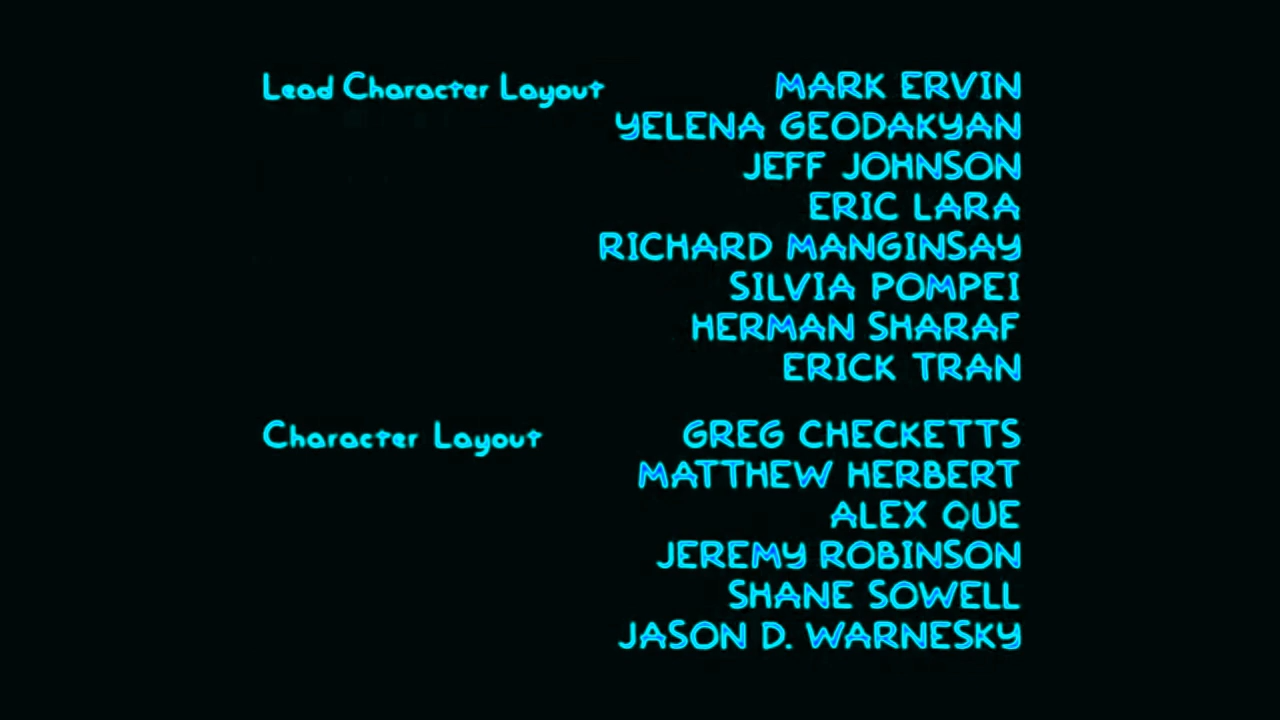 Lead Character Layout MARK ERVIN
YELENA GEODAKYAN
JEFF JOHNSON
ERIC LARA
RICHARD MANGINSAY
SILVIA POMPEI
HERMAN SHARAF
ERICK TRAN
Character Layout GREG CHECKETTS
MATTHEW HERBERT
ALEX QUE
JEREMY ROBINSON
SHANE SOWELL
JASON D. WARNESKY